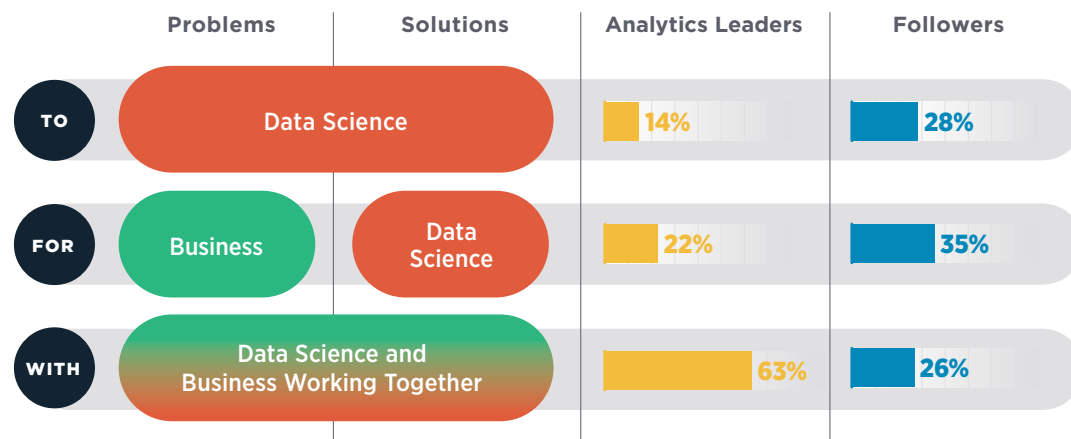 Problems Solutions Analytics Leaders Followers
TO Data Science 14% 28%
FOR Business Data Science 22% 35%
WITH Data Science and
Business Working Together 63% 26%